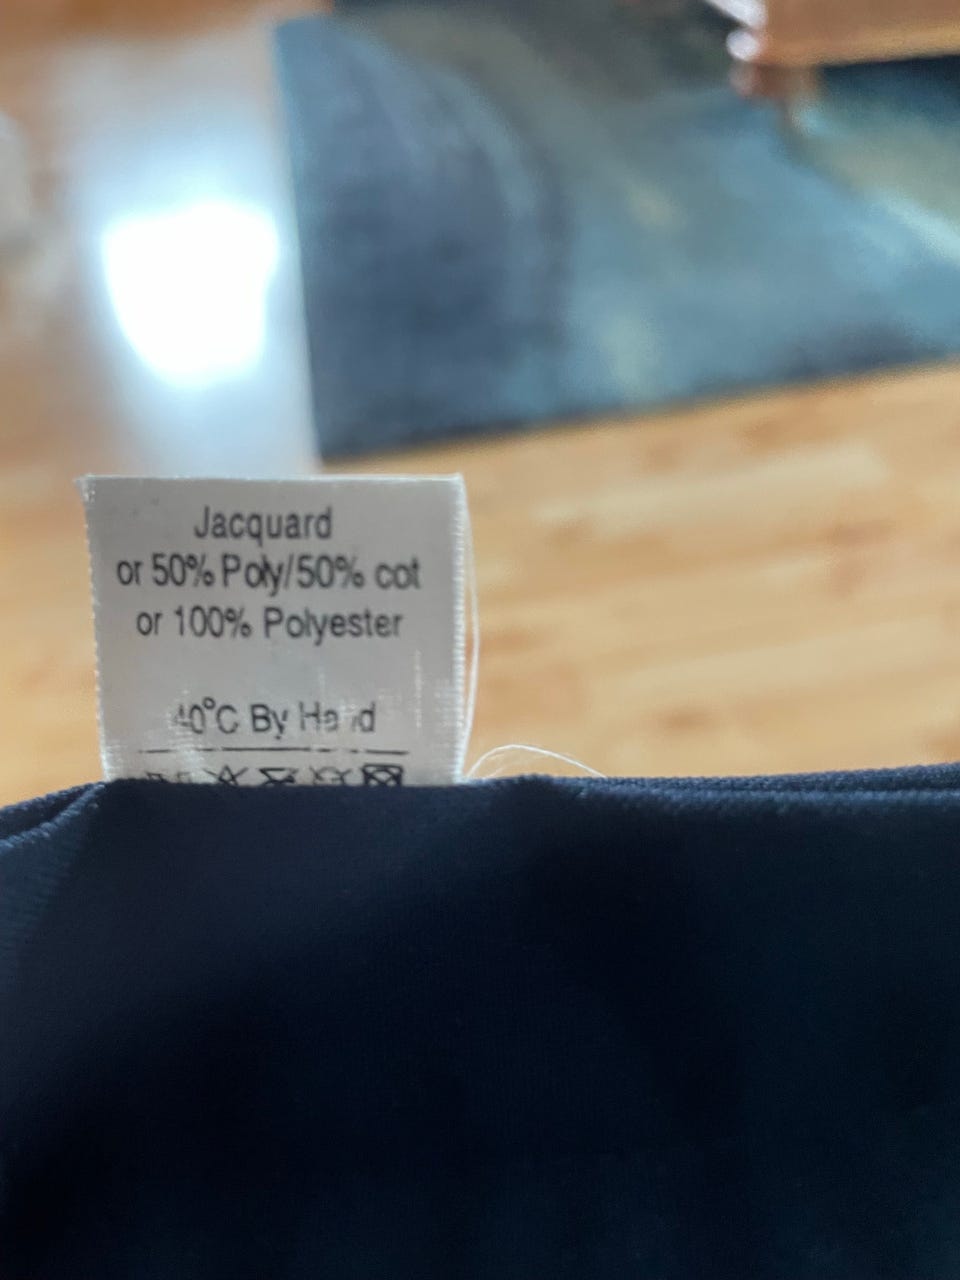 Jacquard
or 50% Poly/50% cot
or 100% Polyester
40°C By Hand